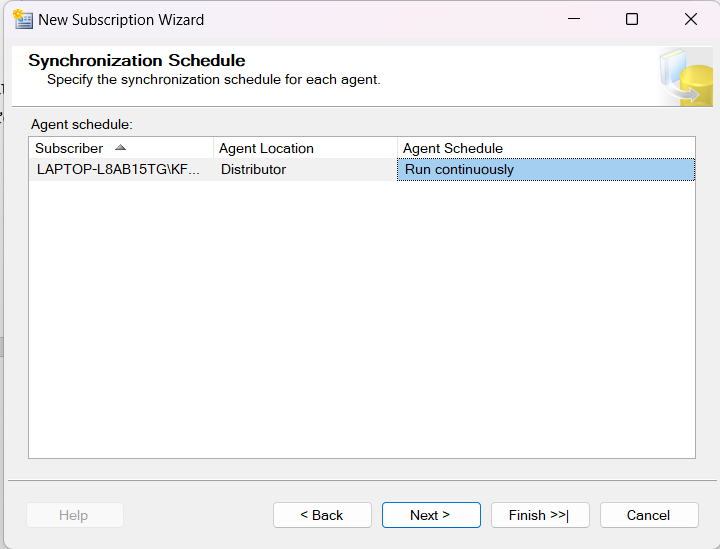 New Subscription Wizard
Synchronization Schedule
Specify the synchronization schedule for each agent.
Agent schedule:
Subscriber Agent Location Agent Schedule
LAPTOP-L8AB15TG\KF... Distributor Run continuously
Help < Back Next > Finish >>| Cancel